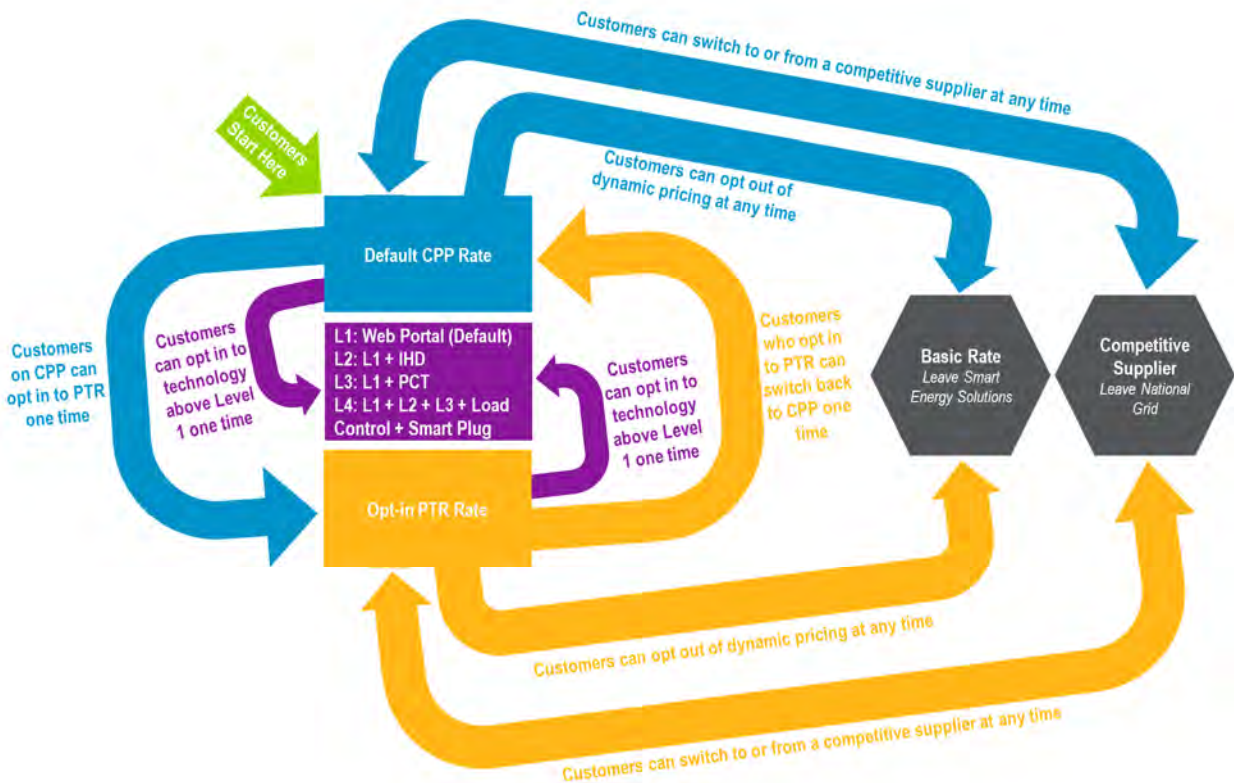 Customers can switch to or from a competitive supplier at any time
Customers
Start Here
Customers can opt out of
dynamic pricing at any time
Default CPP Rate
Customers
on CPP can
opt in to PTR
one time
Customers
can opt in to
technology
above Level
1 one time
L1: Web Portal (Default)
L2: L1 + IHD
L3: L1 + PCT
L4: L1 + L2 + L3 + Load
Control + Smart Plug
Customers
can opt in to
technology
above Level
1 one time
Customers
who opt in
to PTR can
switch back
to CPP one
time
Basic Rate
Leave Smart
Energy Solutions
Competitive
Supplier
Leave National
Grid
Opt-in PTR Rate
Customers can opt out of dynamic pricing at any time
Customers can switch to or from a competitive supplier at any time